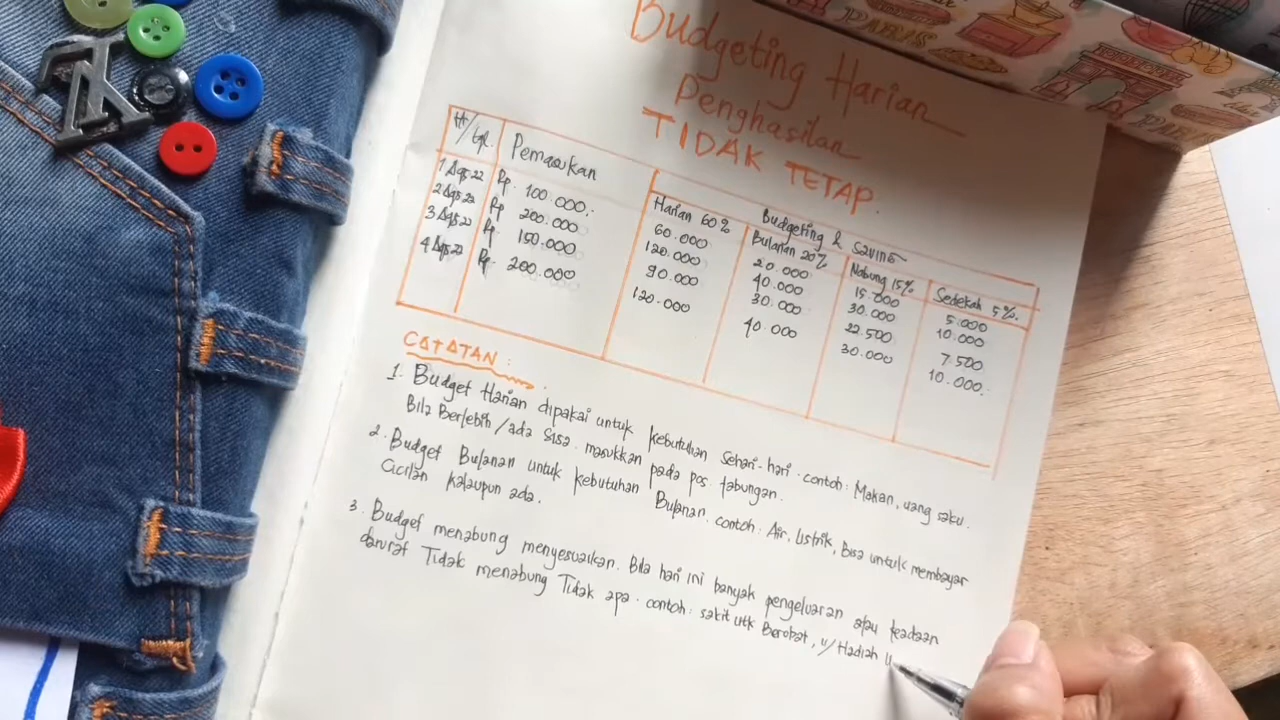 Budgeting Harian
Penghasilan
TIDAK TETAP.
Ht/tgl. Pemasukan Budgeting & saving
Harian 60% Bulanan 20% Nabung 15% Sedekah 5%.
1 Ags 22 Rp. 100.000,- 60.000 20.000 15.000 5.000
2 Ags 22 Rp 200.000 120.000 40.000 30.000 10.000
3 Ags 22 Rp. 150.000 90.000 30.000 22.500 7.500
4 Ags 22 Rp. 200.000 120.000 40.000 30.000 10.000.
CATATAN :
1. Budget Harian dipakai untuk kebutuhan sehari-hari. contoh: Makan, uang saku.
Bila Berlebih/ada sisa. masukkan pada pos tabungan.
2. Budget Bulanan untuk kebutuhan Bulanan. contoh: Air, Listrik, Bisa untuk membayar
Cicilan kalaupun ada.
3. Budget menabung menyesuaikan. Bila hari ini banyak pengeluaran atau keadaan
darurat Tidak menabung Tidak apa. contoh: sakit utk Berobat, u/ Hadiah u
PARIS
PARIS